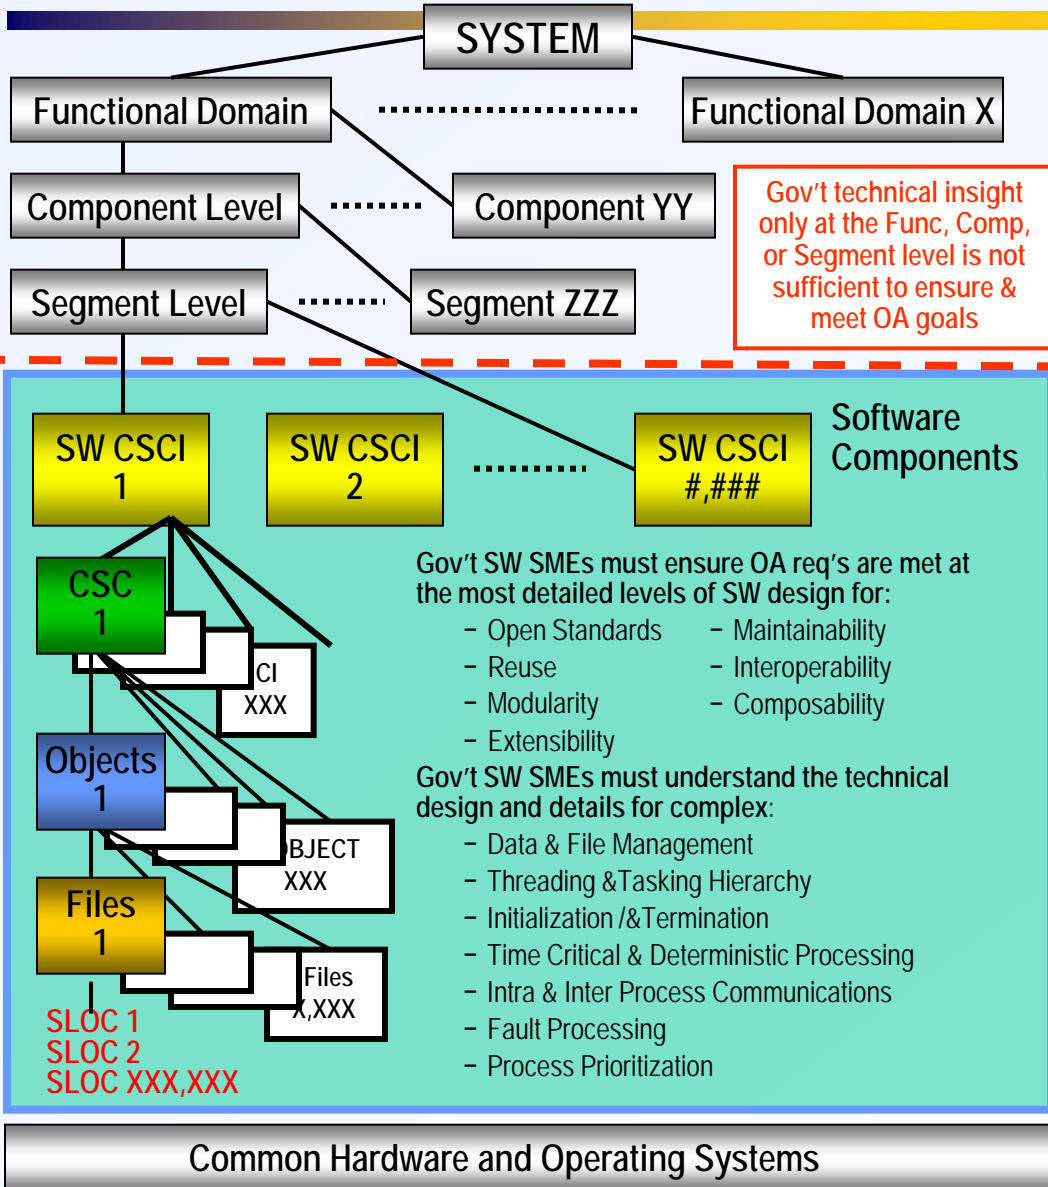 SYSTEM
Functional Domain
Functional Domain X
Component Level
Component YY
Gov't technical insight
only at the Func, Comp,
or Segment level is not
sufficient to ensure &
meet OA goals
Segment Level
Segment ZZZ
SW CSCI
1
SW CSCI
2
SW CSCI
#,###
Software
Components
CSC
1
CI
XXX
Objects
1
OBJECT
XXX
Files
1
Files
X,XXX
SLOC 1
SLOC 2
SLOC XXX,XXX
Gov't SW SMEs must ensure OA req's are met at
the most detailed levels of SW design for:
– Open Standards
– Reuse
– Modularity
– Extensibility
– Maintainability
– Interoperability
– Composability
Gov't SW SMEs must understand the technical
design and details for complex:
– Data & File Management
– Threading &Tasking Hierarchy
– Initialization /&Termination
– Time Critical & Deterministic Processing
– Intra & Inter Process Communications
– Fault Processing
– Process Prioritization
Common Hardware and Operating Systems